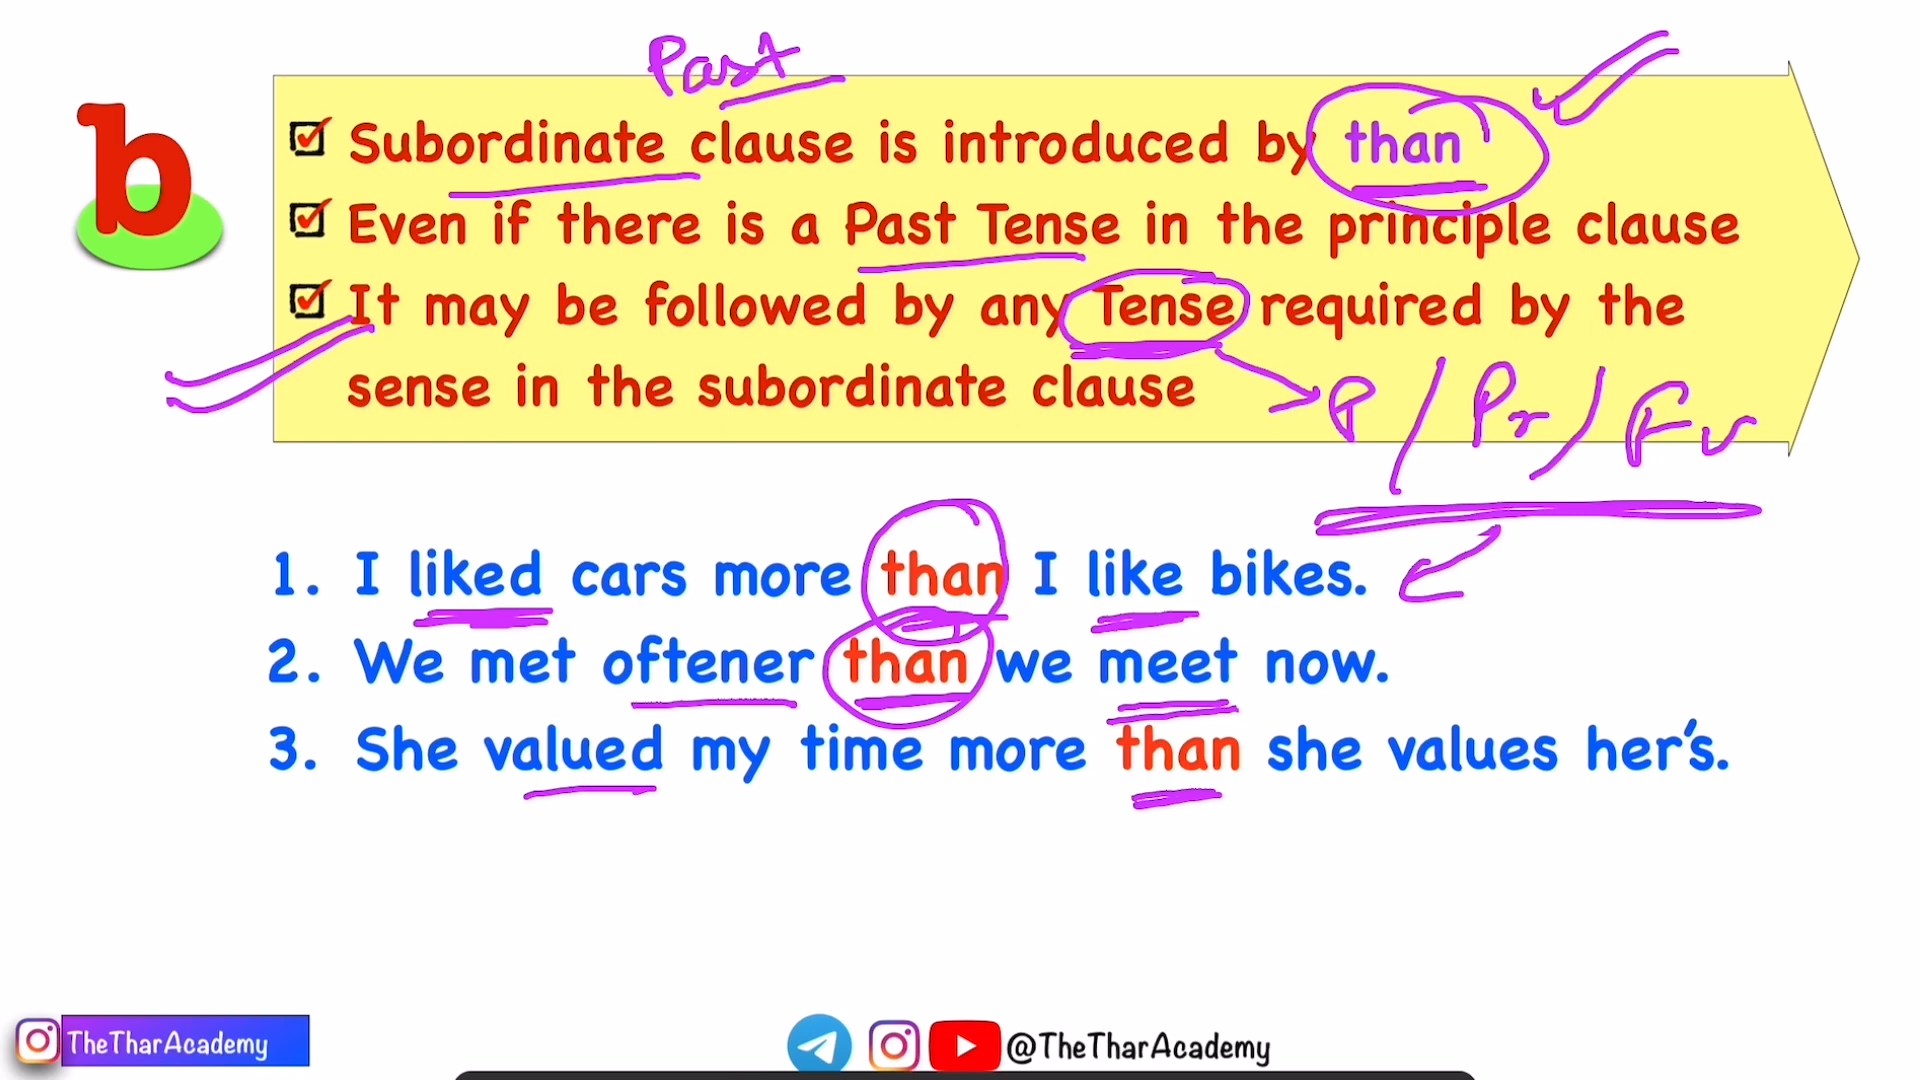 Past
b
Subordinate clause is introduced by than
Even if there is a Past Tense in the principle clause
It may be followed by any Tense required by the
sense in the subordinate clause
P / Pr / Fu
1. I liked cars more than I like bikes.
2. We met oftener than we meet now.
3. She valued my time more than she values her's.
TheTharAcademy
@TheTharAcademy